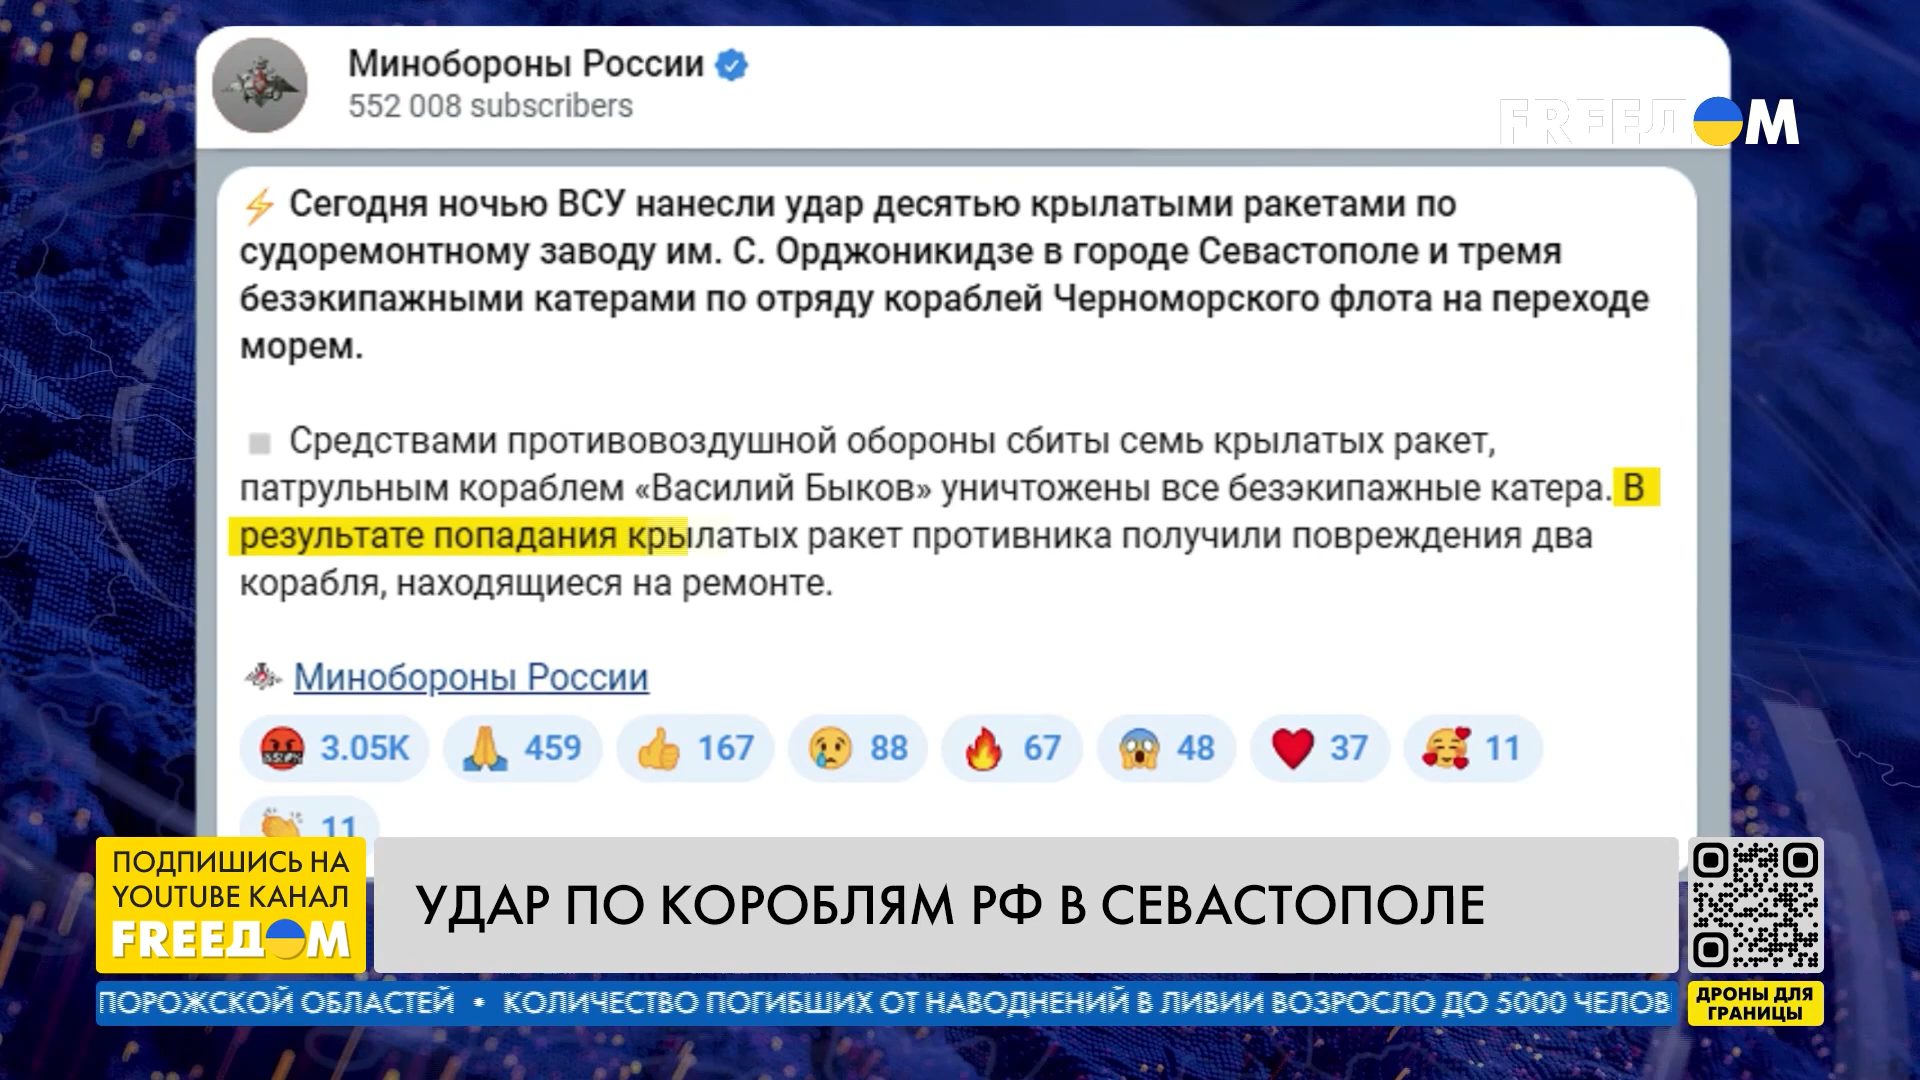 Минобороны России
552 008 subscribers
FREEДОМ
⚡ Сегодня ночью ВСУ нанесли удар десятью крылатыми ракетами по
судоремонтному заводу им. С. Орджоникидзе в городе Севастополе и тремя
безэкипажными катерами по отряду кораблей Черноморского флота на переходе
морем.
Средствами противовоздушной обороны сбиты семь крылатых ракет,
патрульным кораблем «Василий Быков» уничтожены все безэкипажные катера. В
результате попадания крылатых ракет противника получили повреждения два
корабля, находящиеся на ремонте.
Минобороны России
3.05K 459 167 88 67 48 37 11
11
ПОДПИШИСЬ НА
YOUTUBE КАНАЛ
FREEДОМ
УДАР ПО КОРОБЛЯМ РФ В СЕВАСТОПОЛЕ
ПОРОЖСКОЙ ОБЛАСТЕЙ • КОЛИЧЕСТВО ПОГИБШИХ ОТ НАВОДНЕНИЙ В ЛИВИИ ВОЗРОСЛО ДО 5000 ЧЕЛОВ
ДРОНЫ ДЛЯ
ГРАНИЦЫ